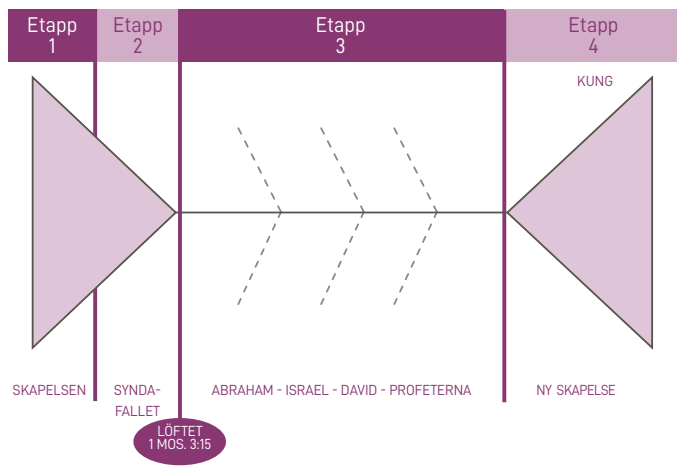 Etapp
1
Etapp
2
Etapp
3
Etapp
4
KUNG
SKAPELSEN
SYNDA-
FALLET
ABRAHAM - ISRAEL - DAVID - PROFETERNA
NY SKAPELSE
LÖFTET
1 MOS. 3:15